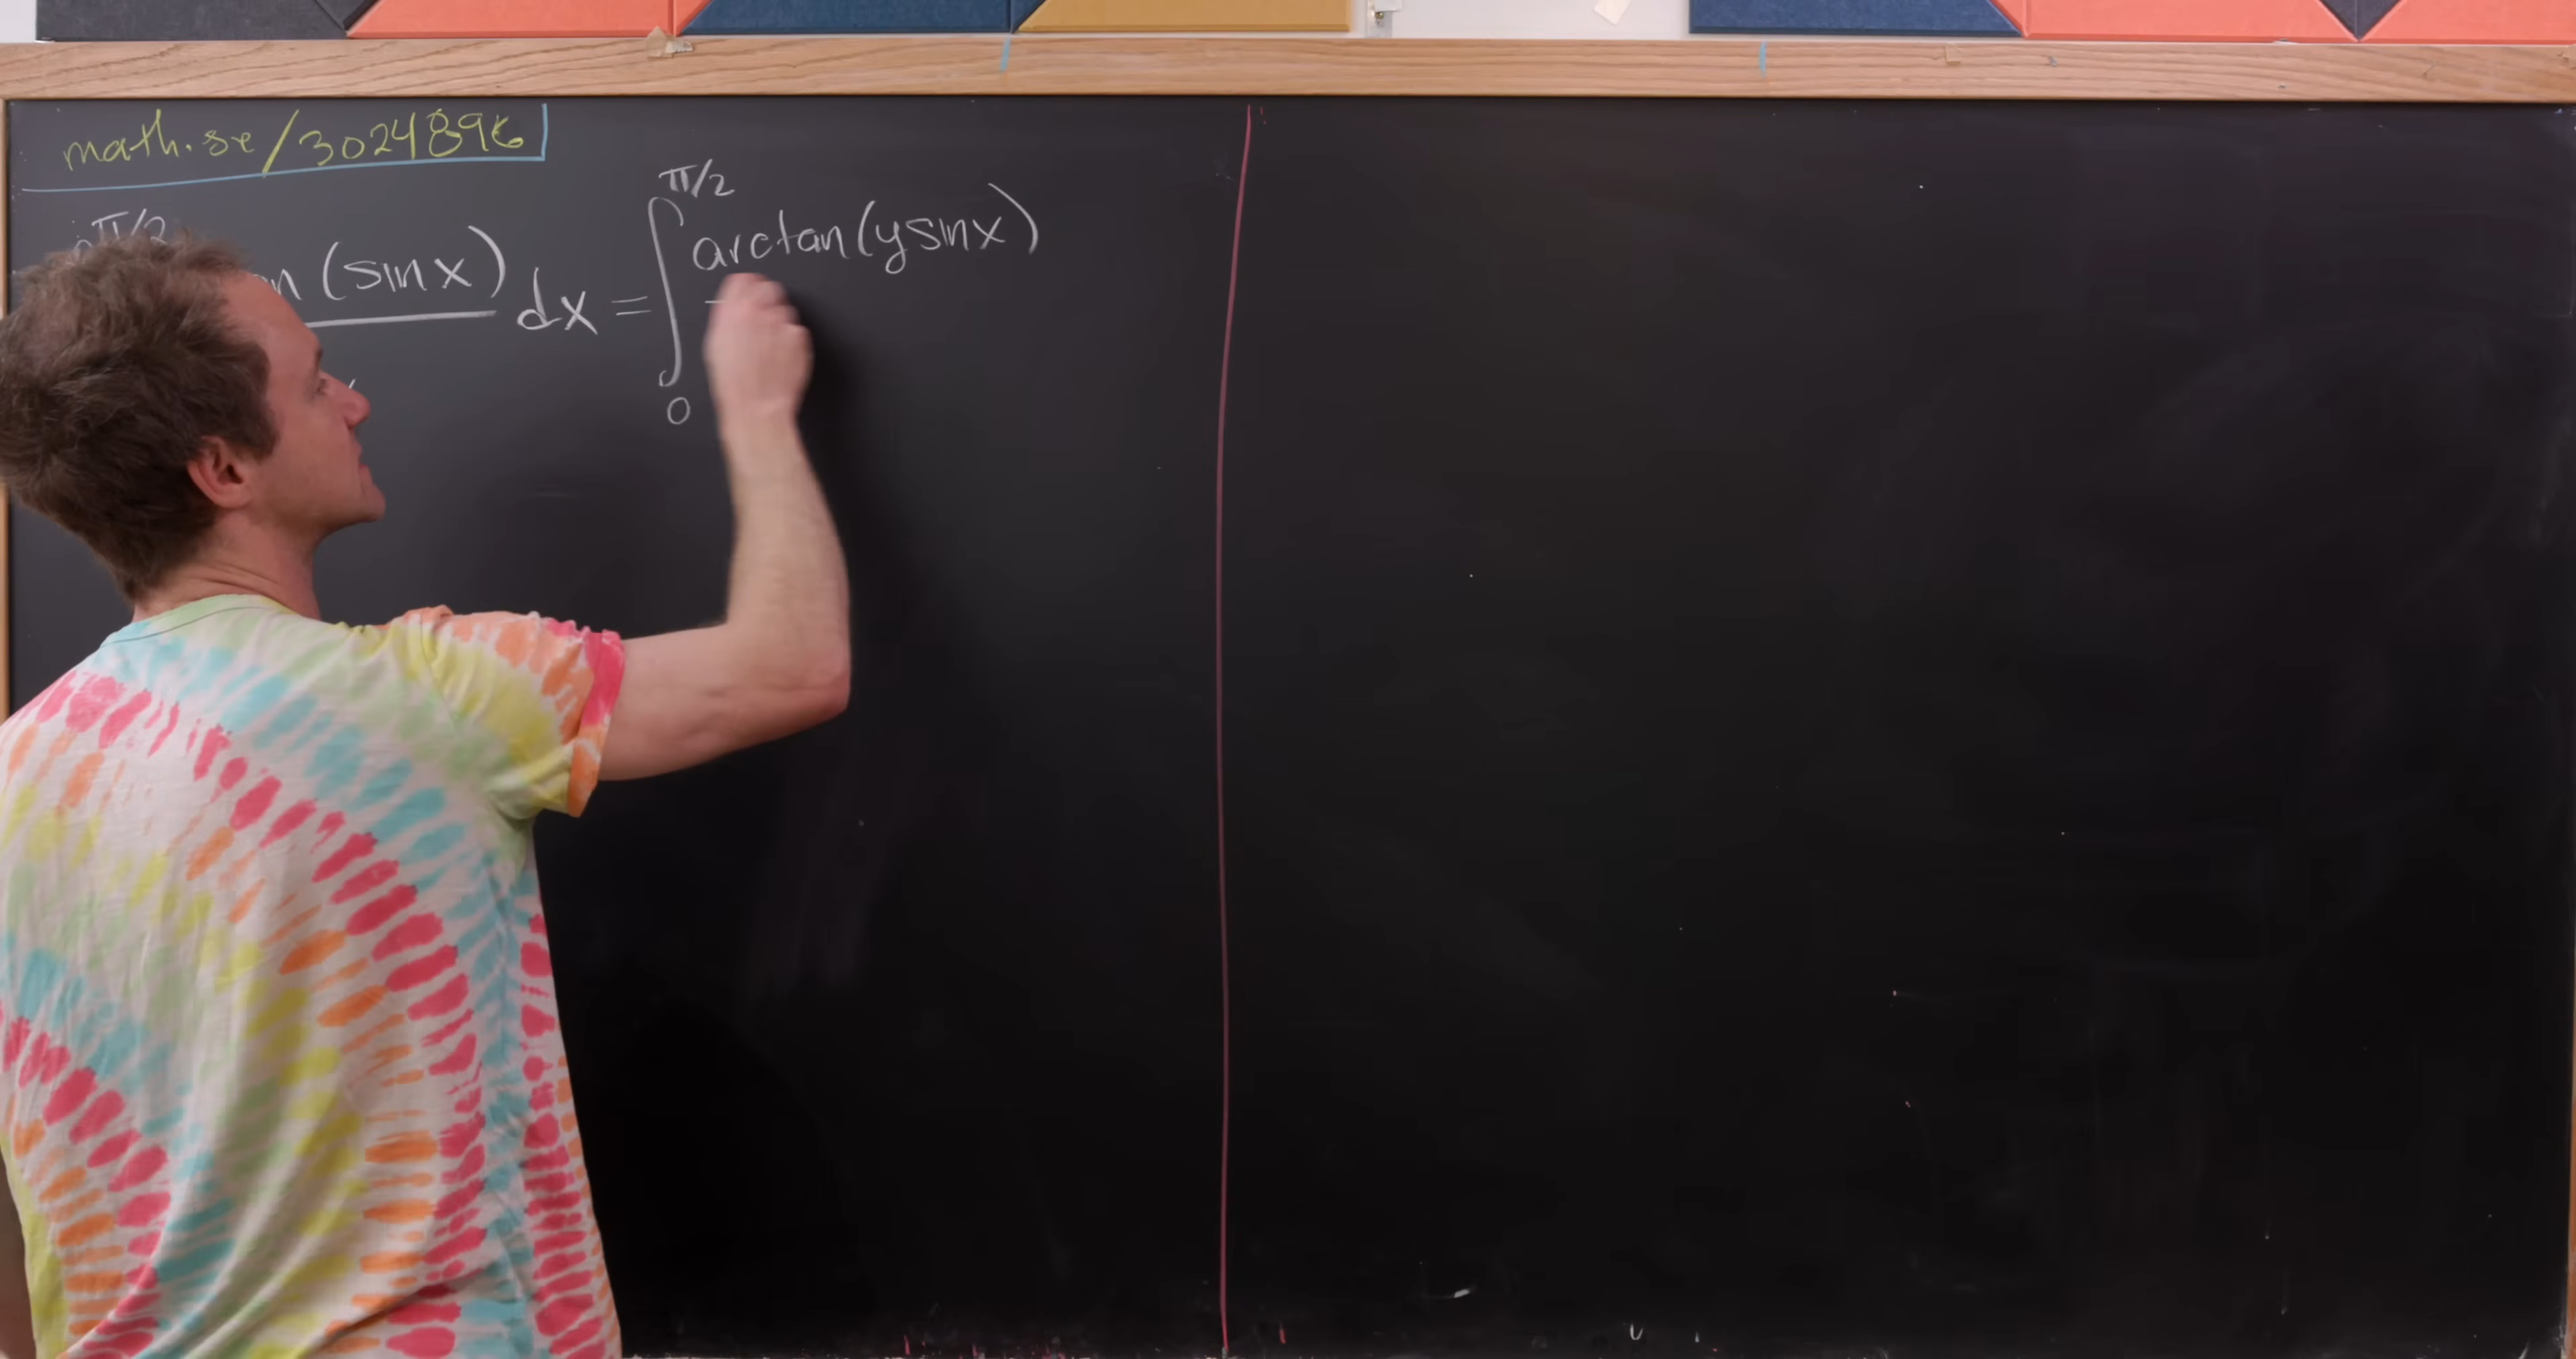 math.se/3024896
π/2 π/2
n (sin x) dx = ∫ arctan(y sin x)
0